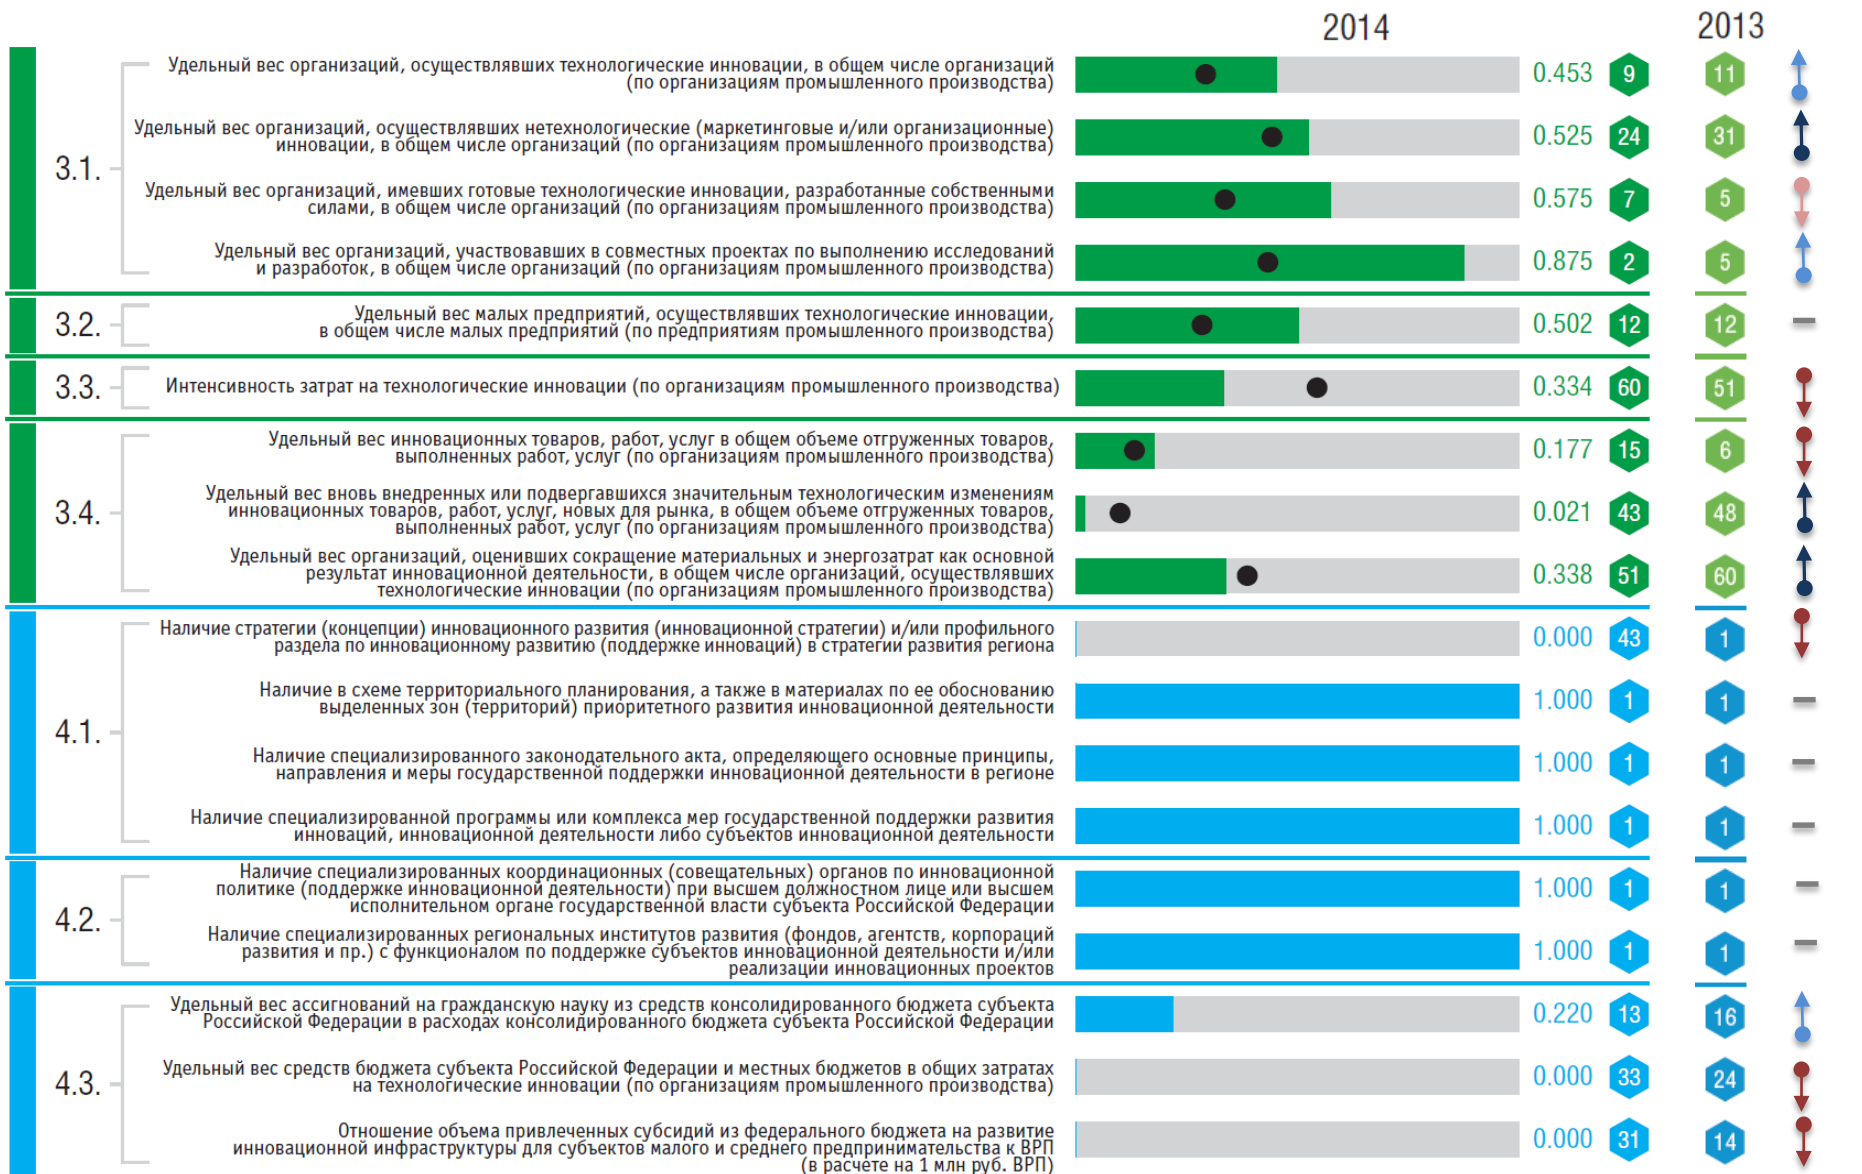 2014 2013
Удельный вес организаций, осуществлявших технологические инновации, в общем числе организаций
(по организациям промышленного производства)
0.453 9 11
3.1.
Удельный вес организаций, осуществлявших нетехнологические (маркетинговые и/или организационные)
инновации, в общем числе организаций (по организациям промышленного производства)
0.525 24 31
Удельный вес организаций, имевших готовые технологические инновации, разработанные собственными
силами, в общем числе организаций (по организациям промышленного производства)
0.575 7 5
Удельный вес организаций, участвовавших в совместных проектах по выполнению исследований
и разработок, в общем числе организаций (по организациям промышленного производства)
0.875 2 5
3.2.
Удельный вес малых предприятий, осуществлявших технологические инновации,
в общем числе малых предприятий (по предприятиям промышленного производства)
0.502 12 12
3.3.
Интенсивность затрат на технологические инновации (по организациям промышленного производства)
0.334 60 51
Удельный вес инновационных товаров, работ, услуг в общем объеме отгруженных товаров,
выполненных работ, услуг (по организациям промышленного производства)
0.177 15 6
3.4.
Удельный вес вновь внедренных или подвергавшихся значительным технологическим изменениям
инновационных товаров, работ, услуг, новых для рынка, в общем объеме отгруженных товаров,
выполненных работ, услуг (по организациям промышленного производства)
0.021 43 48
Удельный вес организаций, оценивших сокращение материальных и энергозатрат как основной
результат инновационной деятельности, в общем числе организаций, осуществлявших
технологические инновации (по организациям промышленного производства)
0.338 51 60
Наличие стратегии (концепции) инновационного развития (инновационной стратегии) и/или профильного
раздела по инновационному развитию (поддержке инноваций) в стратегии развития региона
0.000 43 1
4.1.
Наличие в схеме территориального планирования, а также в материалах по ее обоснованию
выделенных зон (территорий) приоритетного развития инновационной деятельности
1.000 1 1
Наличие специализированного законодательного акта, определяющего основные принципы,
направления и меры государственной поддержки инновационной деятельности в регионе
1.000 1 1
Наличие специализированной программы или комплекса мер государственной поддержки развития
инноваций, инновационной деятельности либо субъектов инновационной деятельности
1.000 1 1
4.2.
Наличие специализированных координационных (совещательных) органов по инновационной
политике (поддержке инновационной деятельности) при высшем должностном лице или высшем
исполнительном органе государственной власти субъекта Российской Федерации
1.000 1 1
Наличие специализированных региональных институтов развития (фондов, агентств, корпораций
развития и пр.) с функционалом по поддержке субъектов инновационной деятельности и/или
реализации инновационных проектов
1.000 1 1
Удельный вес ассигнований на гражданскую науку из средств консолидированного бюджета субъекта
Российской Федерации в расходах консолидированного бюджета субъекта Российской Федерации
0.220 13 16
4.3.
Удельный вес средств бюджета субъекта Российской Федерации и местных бюджетов в общих затратах
на технологические инновации (по организациям промышленного производства)
0.000 33 24
Отношение объема привлеченных субсидий из федерального бюджета на развитие
инновационной инфраструктуры для субъектов малого и среднего предпринимательства к ВРП
(в расчете на 1 млн руб. ВРП)
0.000 31 14